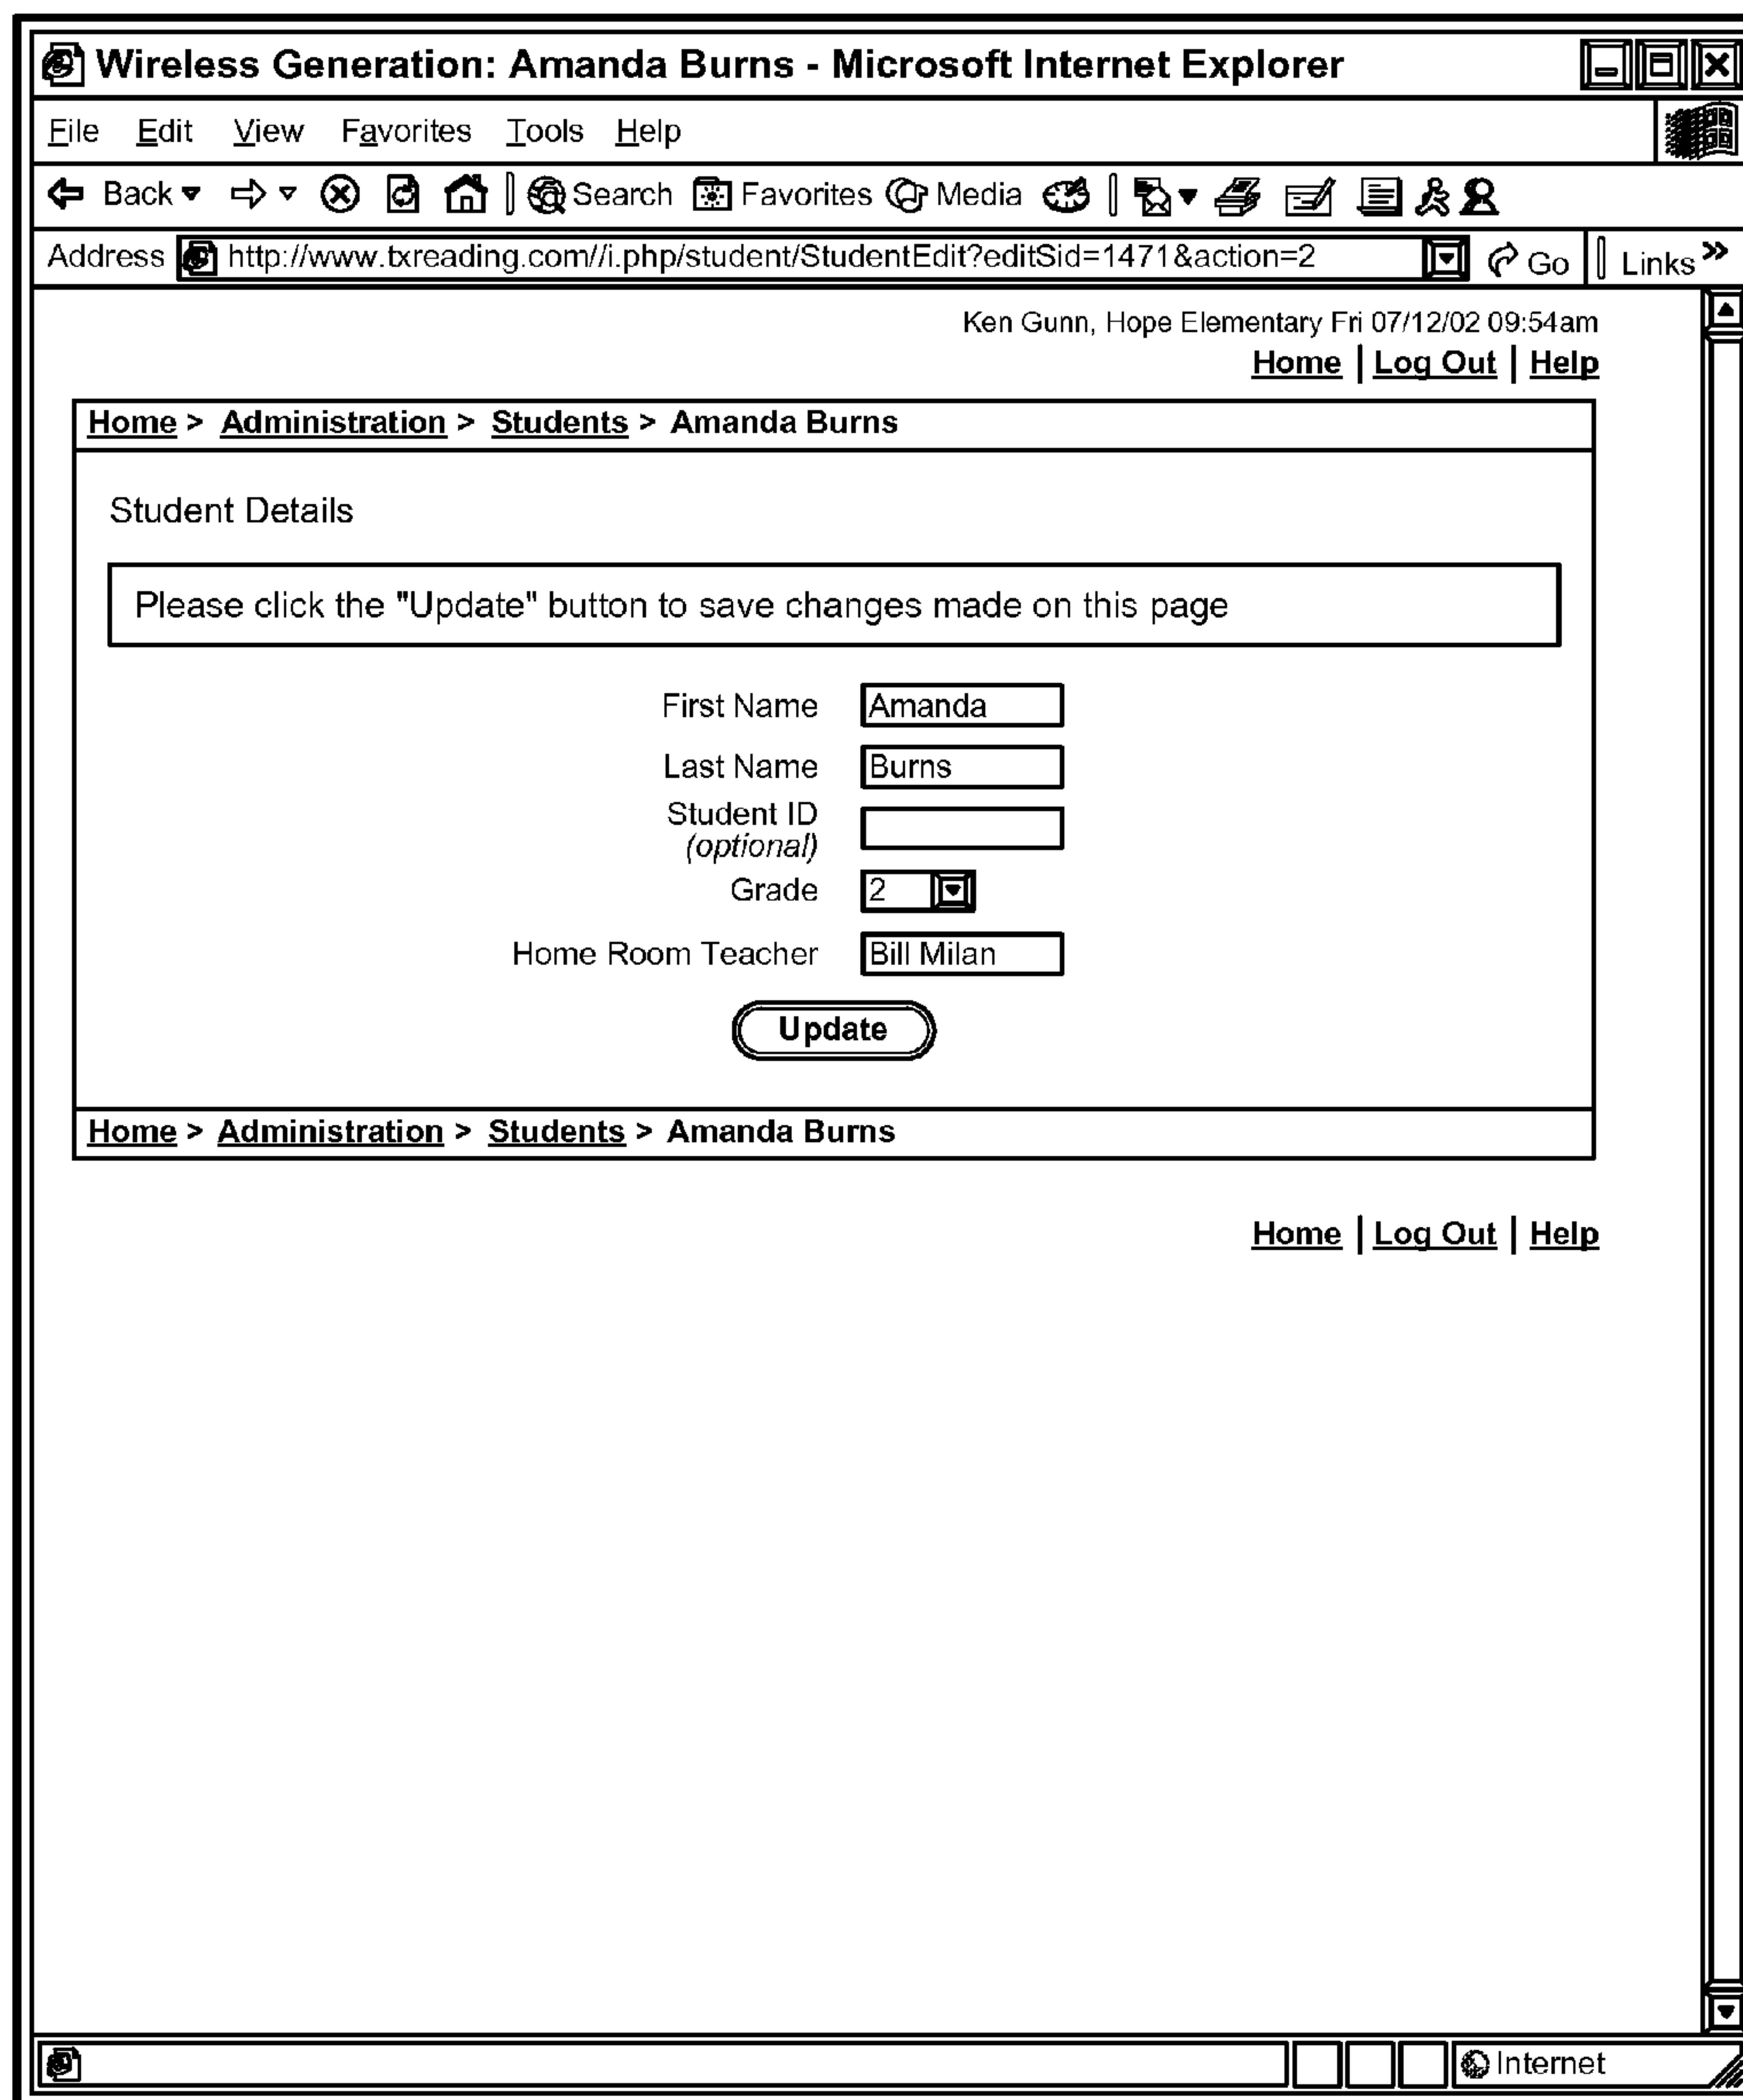 Wireless Generation: Amanda Burns - Microsoft Internet Explorer
File Edit View Favorites Tools Help
Back Search Favorites Media
Address http://www.txreading.com//i.php/student/StudentEdit?editSid=1471&action=2 Go Links »
Ken Gunn, Hope Elementary Fri 07/12/02 09:54am
Home | Log Out | Help
Home > Administration > Students > Amanda Burns
Student Details
Please click the "Update" button to save changes made on this page
First Name Amanda
Last Name Burns
Student ID
(optional)
Grade 2
Home Room Teacher Bill Milan
Update
Home > Administration > Students > Amanda Burns
Home | Log Out | Help
Internet